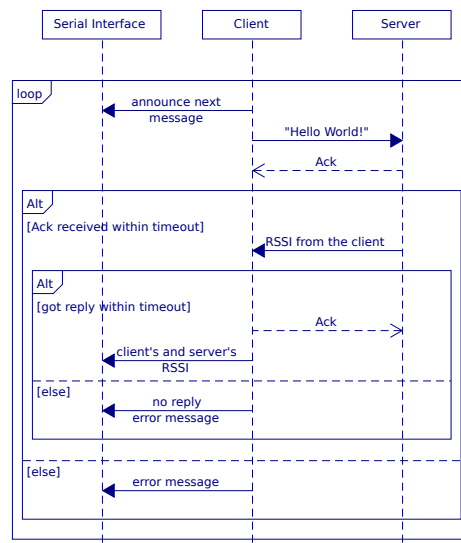 Serial Interface
Client
Server
loop
announce next
message
"Hello World!"
Ack
Alt
[Ack received within timeout]
RSSI from the client
Alt
[got reply within timeout]
Ack
client's and server's
RSSI
[else]
no reply
error message
[else]
error message